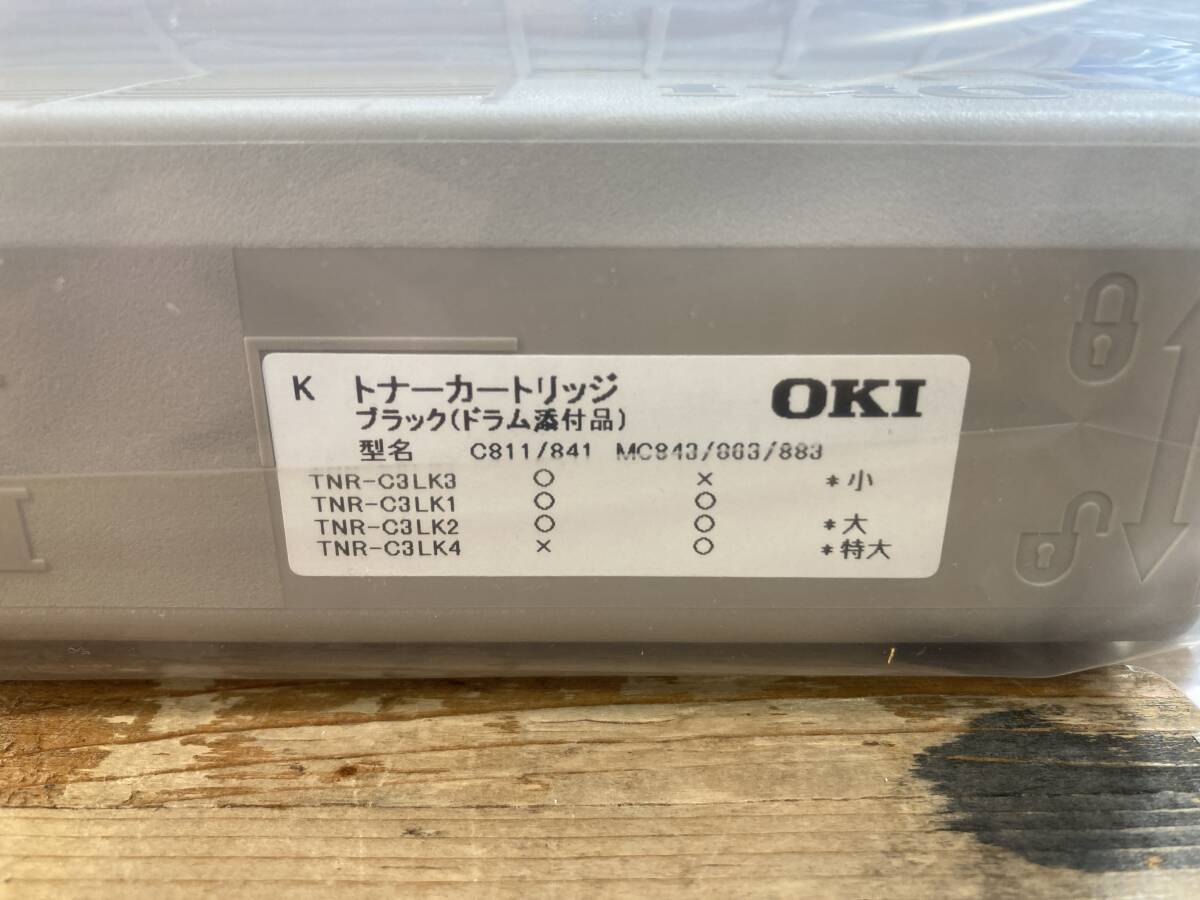 K トナーカートリッジ OKI
ブラック(ドラム添付品)
型名 C811/841 MC843/863/883
TNR-C3LK3 ○ × *小
TNR-C3LK1 ○ ○
TNR-C3LK2 ○ ○ *大
TNR-C3LK4 × ○ *特大